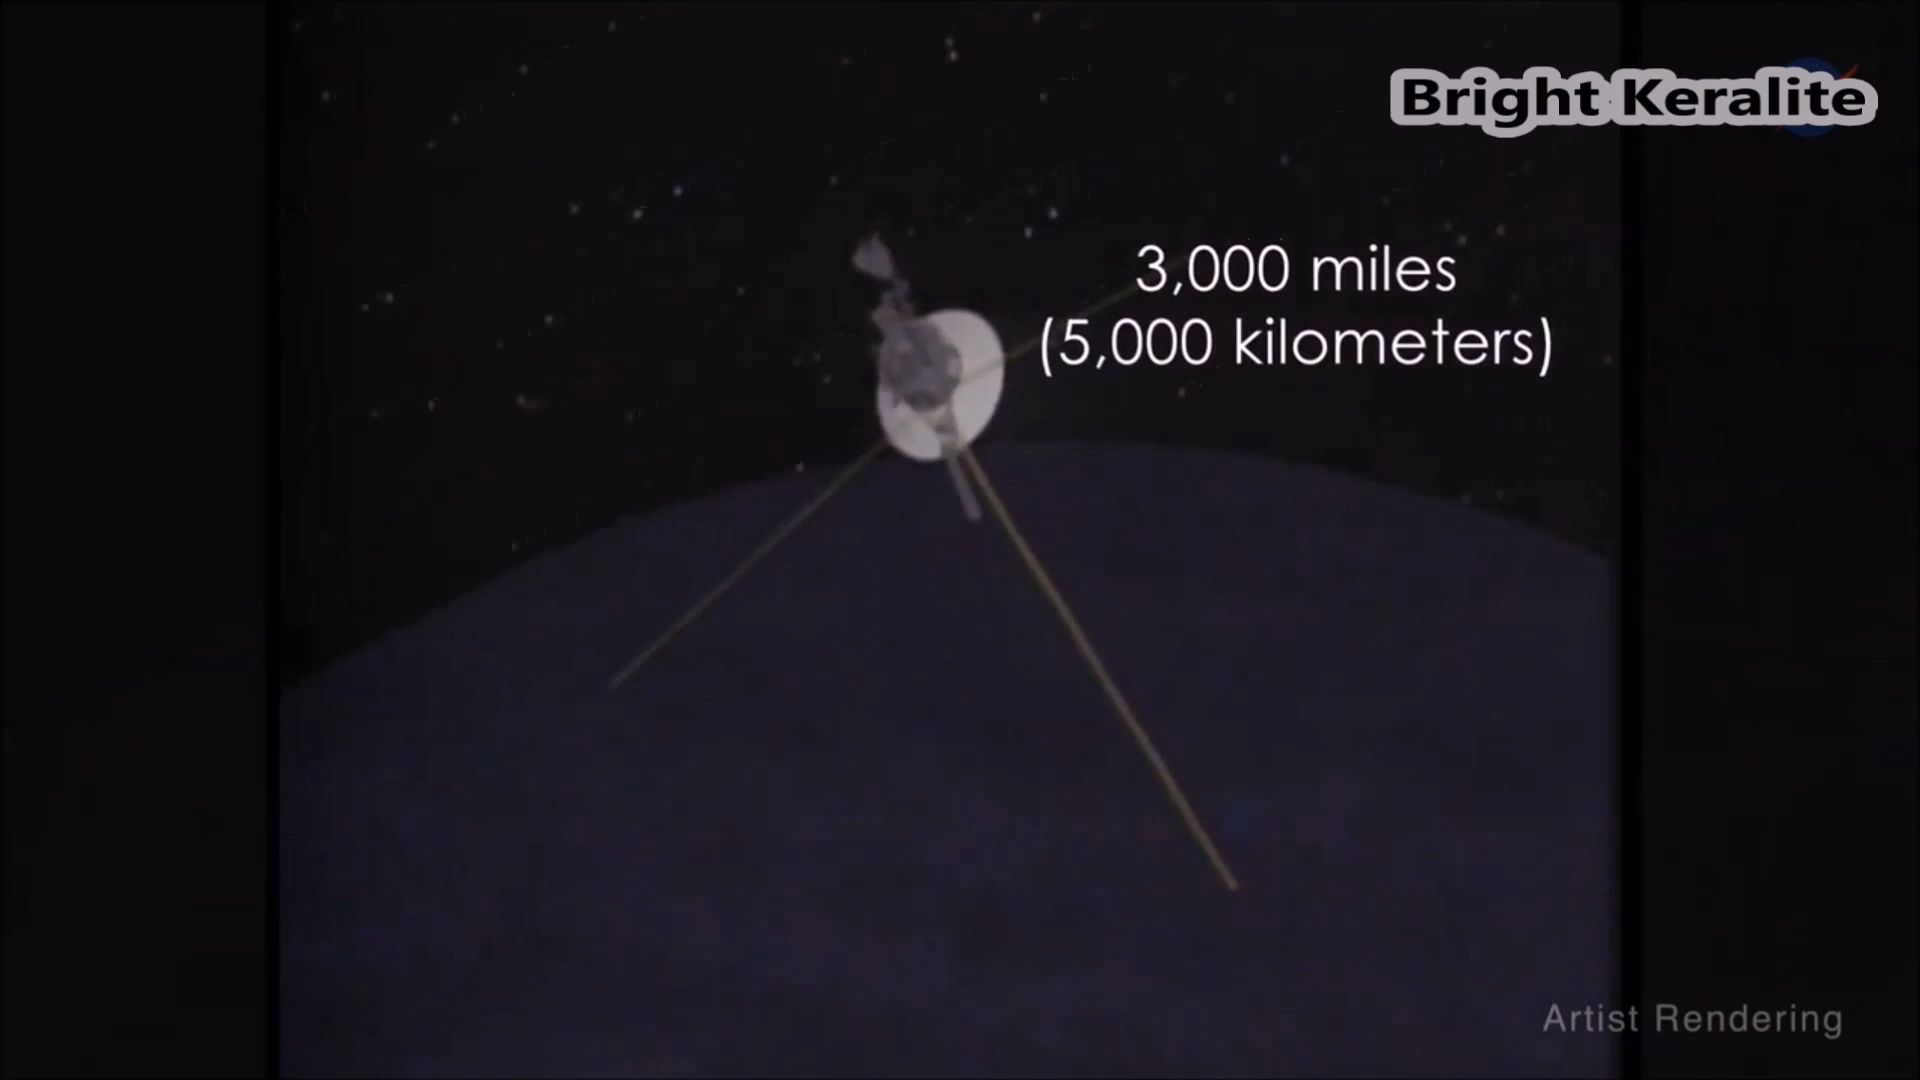 Bright Keralite
3,000 miles
(5,000 kilometers)
Artist Rendering